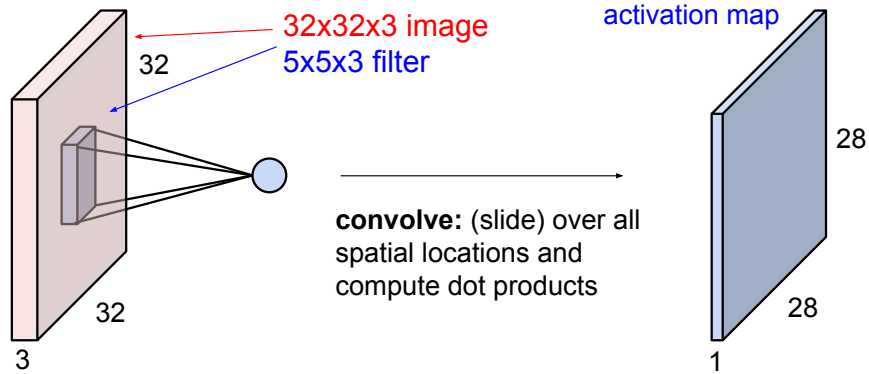 32x32x3 image
5x5x3 filter
32
32
3
convolve: (slide) over all
spatial locations and
compute dot products
activation map
28
28
1